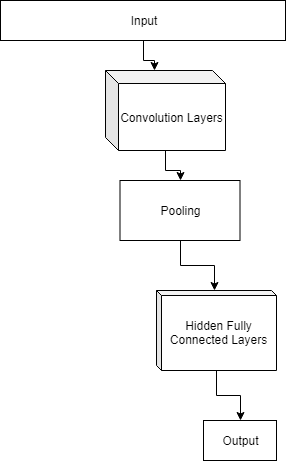 Input
Convolution Layers
Pooling
Hidden Fully
Connected Layers
Output